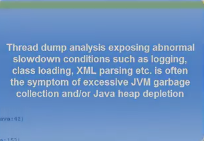 Thread dump analysis exposing abnormal
slowdown conditions such as logging,
class loading, XML parsing etc. is often
the symptom of excessive JVM garbage
collection and/or Java heap depletion